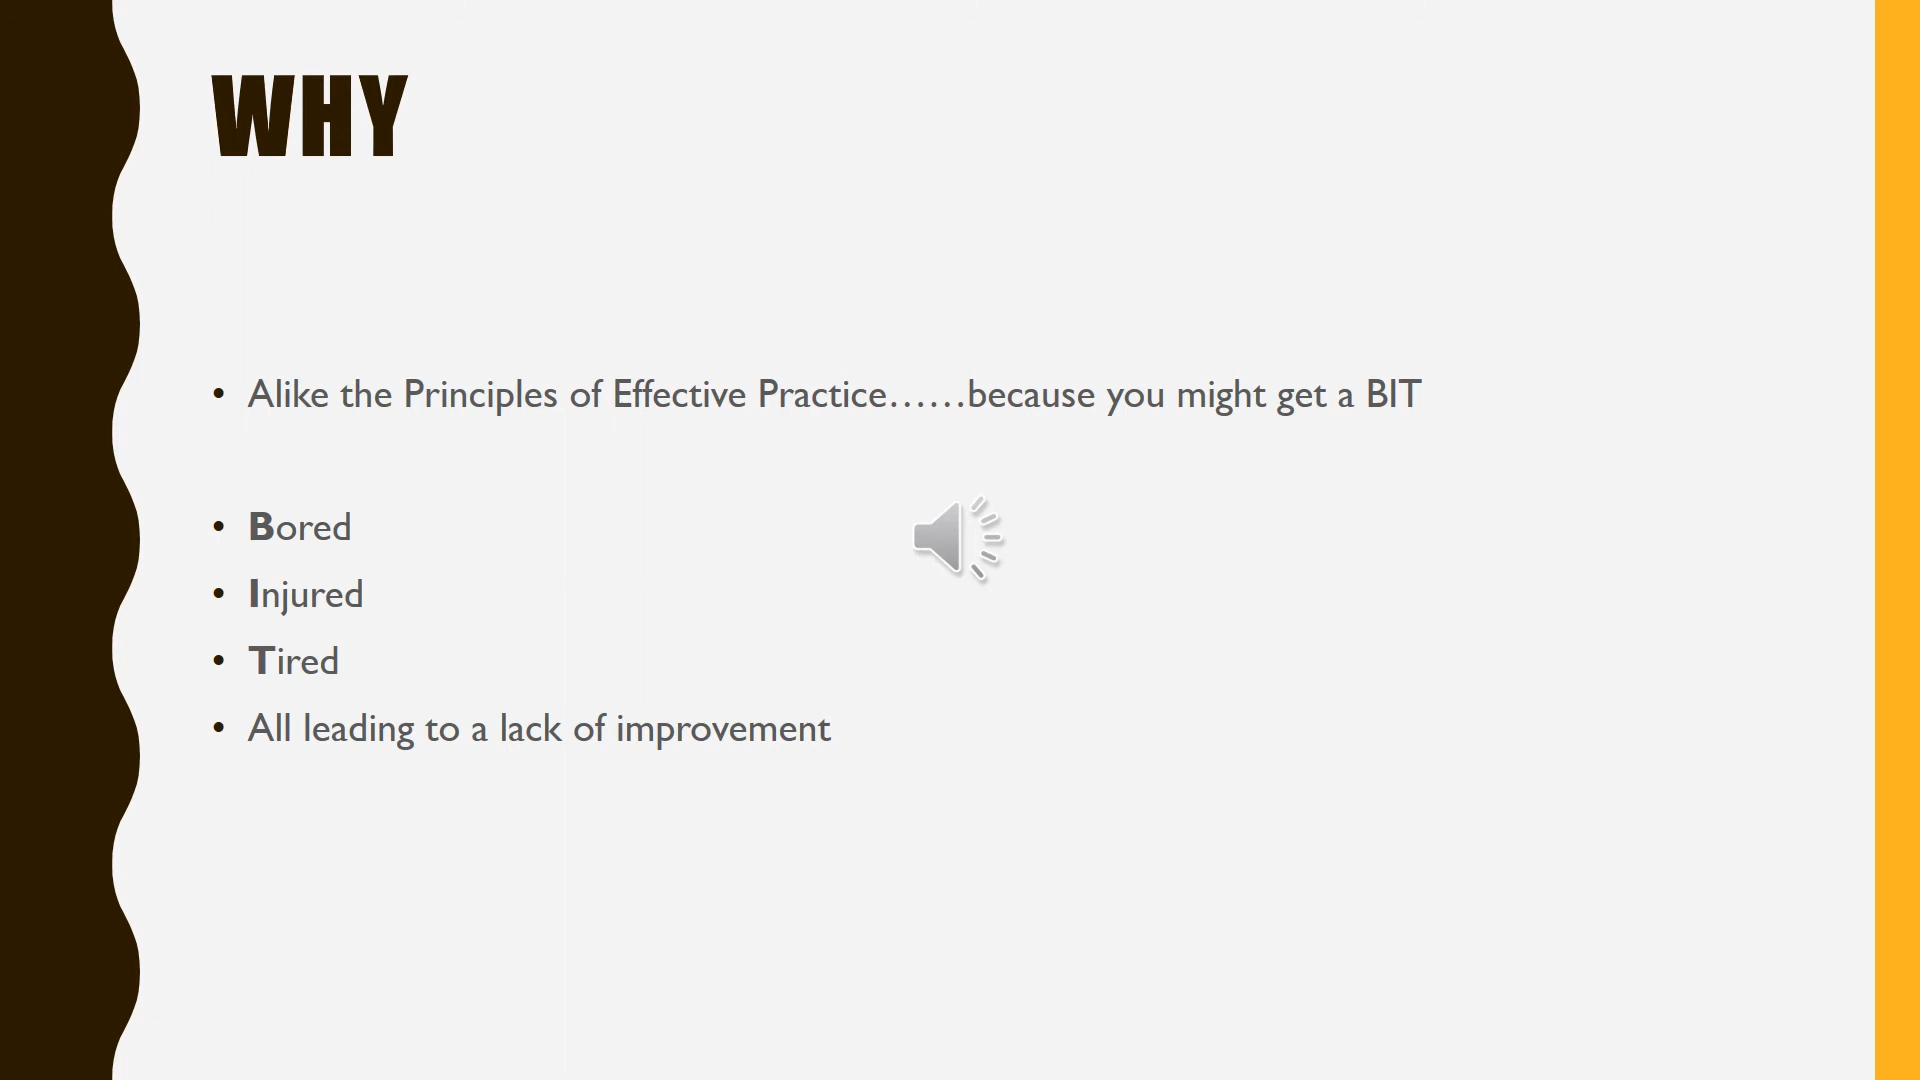 WHY
• Alike the Principles of Effective Practice……because you might get a BIT
• Bored
• Injured
• Tired
• All leading to a lack of improvement